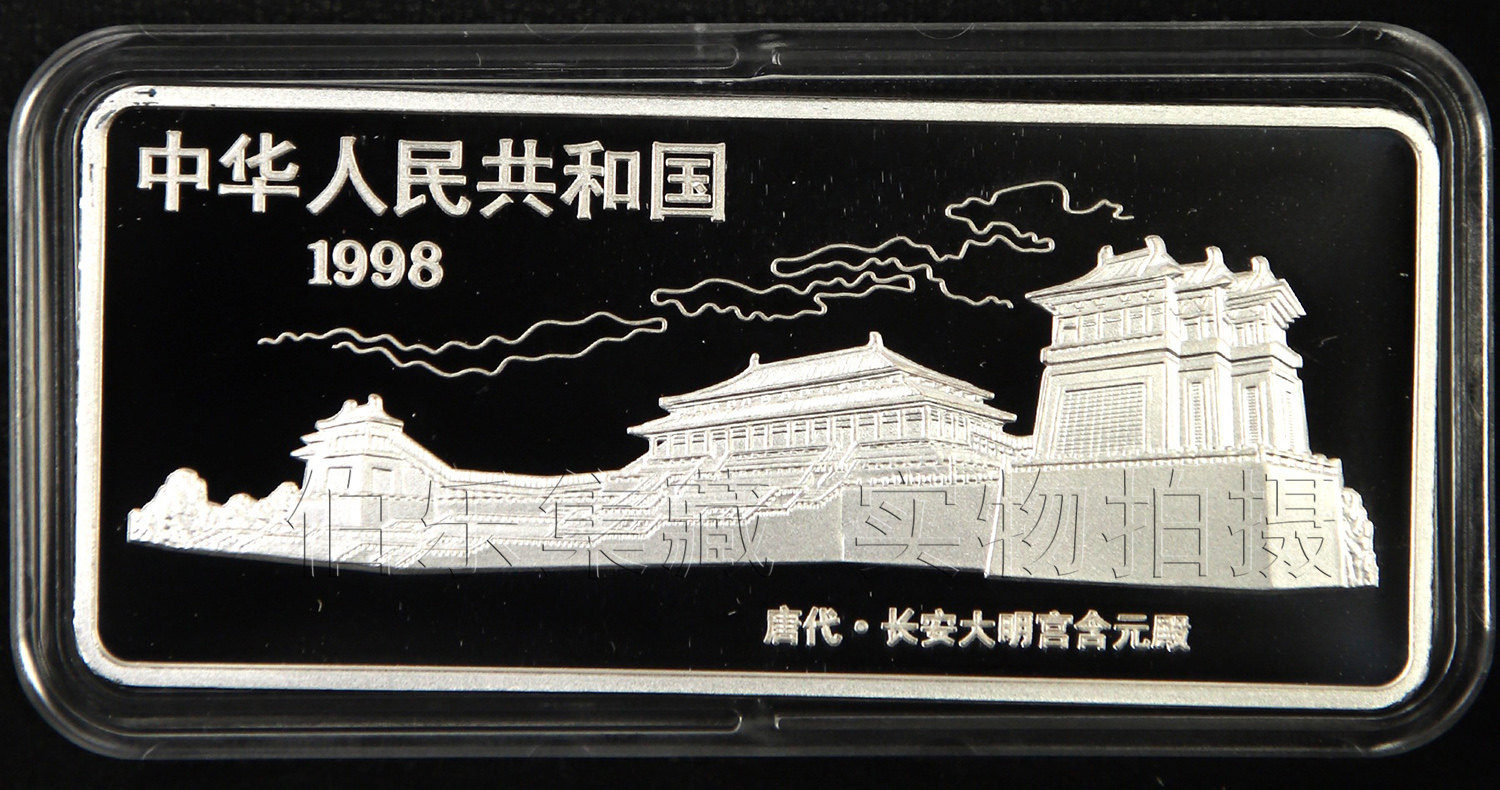 中华人民共和国
1998
伯乐集藏 实物拍摄
唐代·长安大明宫含元殿